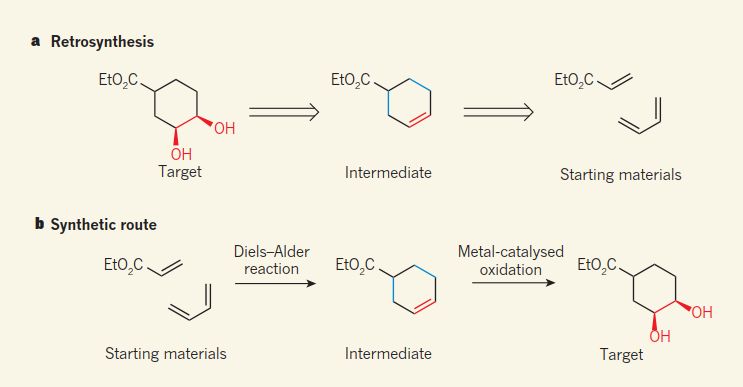 a Retrosynthesis
EtO₂C
OH
OH
Target
EtO₂C
Intermediate
EtO₂C
Starting materials
b Synthetic route
EtO₂C
Starting materials
Diels–Alder
reaction
EtO₂C
Intermediate
Metal-catalysed
oxidation
EtO₂C
OH
OH
Target